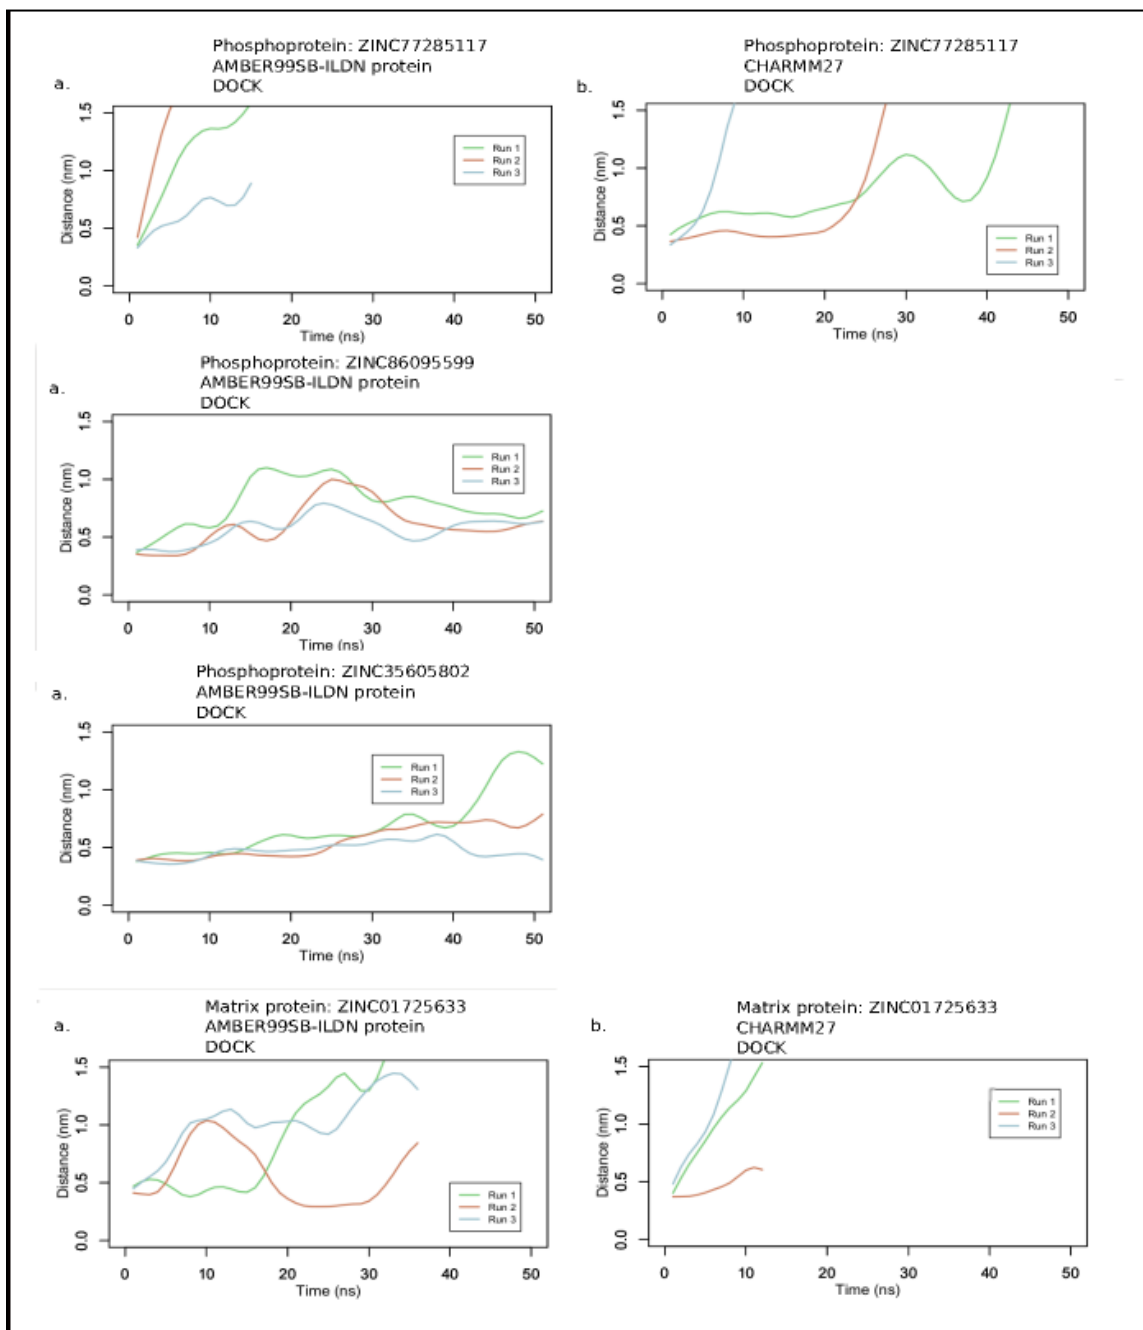 Phosphoprotein: ZINC77285117
AMBER99SB-ILDN protein
DOCK
a.
1.5
1.0
0.5
0.0
Distance (nm)
Run 1
Run 2
Run 3
0 10 20 30 40 50
Time (ns)
Phosphoprotein: ZINC77285117
CHARMM27
DOCK
b.
1.5
1.0
0.5
0.0
Distance (nm)
Run 1
Run 2
Run 3
0 10 20 30 40 50
Time (ns)
Phosphoprotein: ZINC86095599
AMBER99SB-ILDN protein
DOCK
a.
1.5
1.0
0.5
0.0
Distance (nm)
Run 1
Run 2
Run 3
0 10 20 30 40 50
Time (ns)
Phosphoprotein: ZINC35605802
AMBER99SB-ILDN protein
DOCK
a.
1.5
1.0
0.5
0.0
Distance (nm)
Run 1
Run 2
Run 3
0 10 20 30 40 50
Time (ns)
Matrix protein: ZINC01725633
AMBER99SB-ILDN protein
DOCK
a.
1.5
1.0
0.5
0.0
Distance (nm)
Run 1
Run 2
Run 3
0 10 20 30 40 50
Time (ns)
Matrix protein: ZINC01725633
CHARMM27
DOCK
b.
1.5
1.0
0.5
0.0
Distance (nm)
Run 1
Run 2
Run 3
0 10 20 30 40 50
Time (ns)